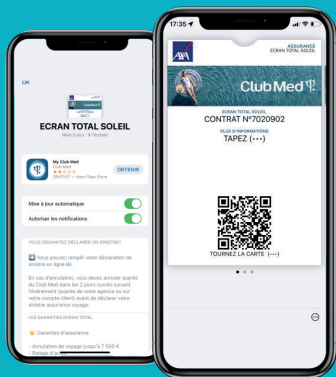 OK
ECRAN TOTAL SOLEIL
Mise à jour : à l'instant
My Club Med
Club Med
GRATUIT — dans l'App Store
OBTENIR
Mise à jour automatique
Autoriser les notifications
VOUS SOUHAITEZ DÉCLARER UN SINISTRE?
Vous pouvez remplir votre déclaration de
sinistre en ligne ici.
En cas d'annulation, vous devez annuler auprès
du Club Med dans les 2 jours ouvrés suivant
l'événement (auprès de votre agence ou sur
votre compte client) avant de déclarer votre
sinistre assurance voyage.
LES GARANTIES ECRAN TOTAL
Garanties d'assurance
- Annulation de voyage jusqu'à 7 500 €
17:35
AXA
ASSURANCE
ECRAN TOTAL SOLEIL
Club Med
ECRAN TOTAL SOLEIL
CONTRAT N°7020902
PLUS D'INFORMATIONS
TAPEZ (•••)
TOURNEZ LA CARTE (•••)